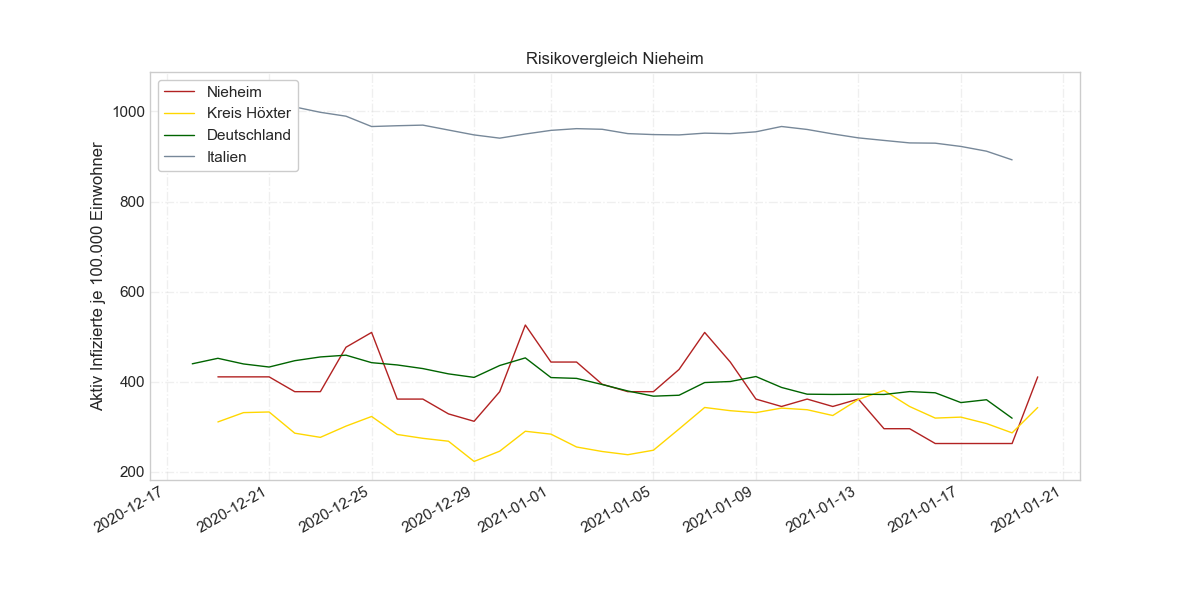 Risikovergleich Nieheim
Nieheim
Kreis Höxter
Deutschland
Italien
Aktiv Infizierte je 100.000 Einwohner
1000
800
600
400
200
2020-12-17
2020-12-21
2020-12-25
2020-12-29
2021-01-01
2021-01-05
2021-01-09
2021-01-13
2021-01-17
2021-01-21